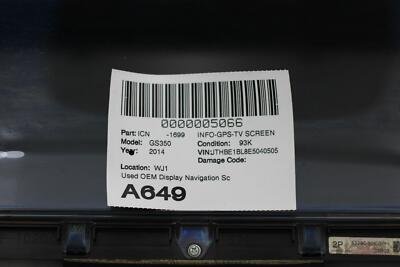 0000005066
Part: ICN -1699 INFO-GPS-TV SCREEN
Model: GS350 Condition: 93K
Year: 2014 VIN:JTHBE1BL8E5040505
Damage Code:
Location: WJ1
Used OEM Display Navigation Sc
A649
2P